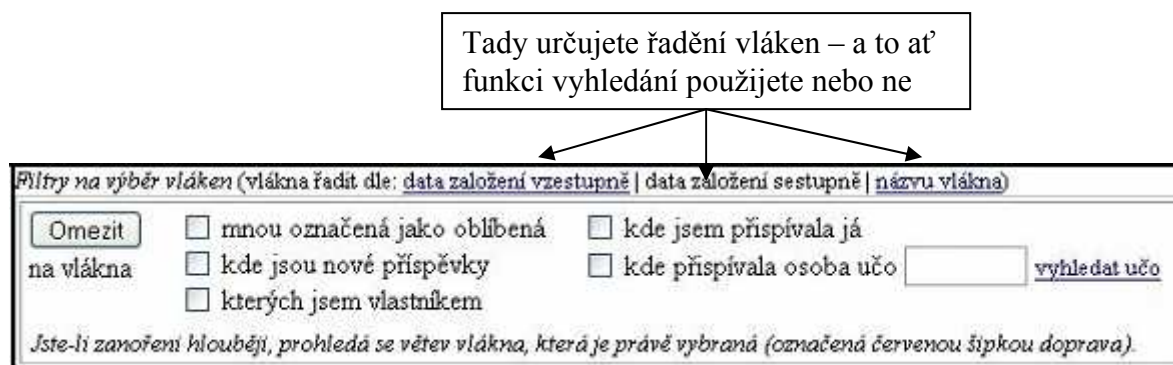 Tady určujete řadění vláken – a to ať
funkci vyhledání použijete nebo ne
Filtry na výběr vláken (vlákna řadit dle: data založení vzestupně | data založení sestupně | názvu vlákna)
Omezit
na vlákna
mnou označená jako oblíbená
kde jsou nové příspěvky
kterých jsem vlastníkem
kde jsem přispívala já
kde přispívala osoba učo vyhledat učo
Jste-li zanořeni hlouběji, prohledá se větev vlákna, která je právě vybraná (označená červenou šipkou doprava).